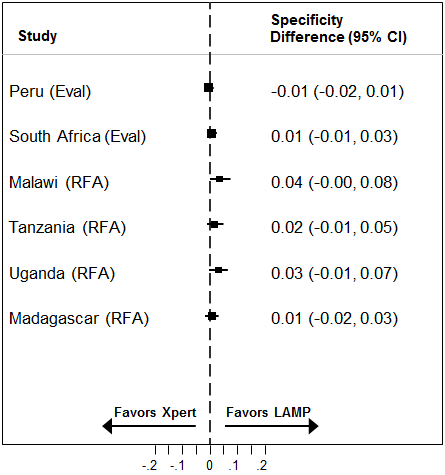 Study Specificity Difference (95% CI)
Peru (Eval) -0.01 (-0.02, 0.01)
South Africa (Eval) 0.01 (-0.01, 0.03)
Malawi (RFA) 0.04 (-0.00, 0.08)
Tanzania (RFA) 0.02 (-0.01, 0.05)
Uganda (RFA) 0.03 (-0.01, 0.07)
Madagascar (RFA) 0.01 (-0.02, 0.03)
Favors Xpert Favors LAMP
-.2 -.1 0 .1 .2